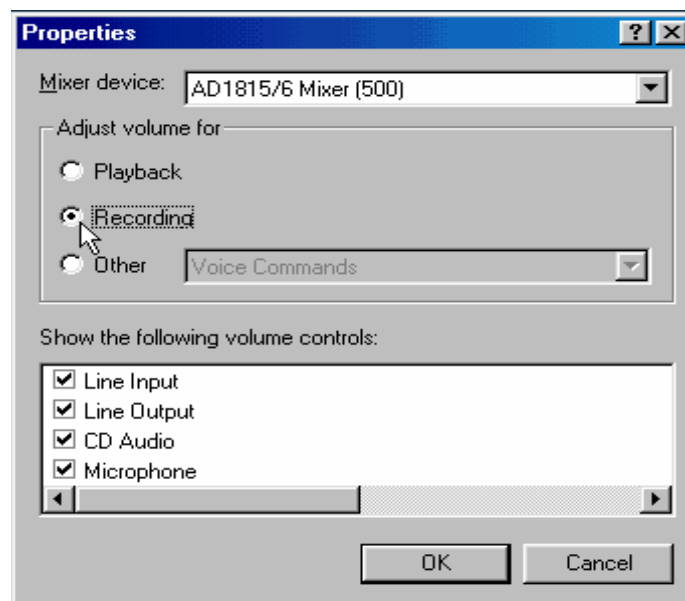 Properties
Mixer device: AD1815/6 Mixer (500)
Adjust volume for
Playback
Recording
Other Voice Commands
Show the following volume controls:
Line Input
Line Output
CD Audio
Microphone
OK Cancel